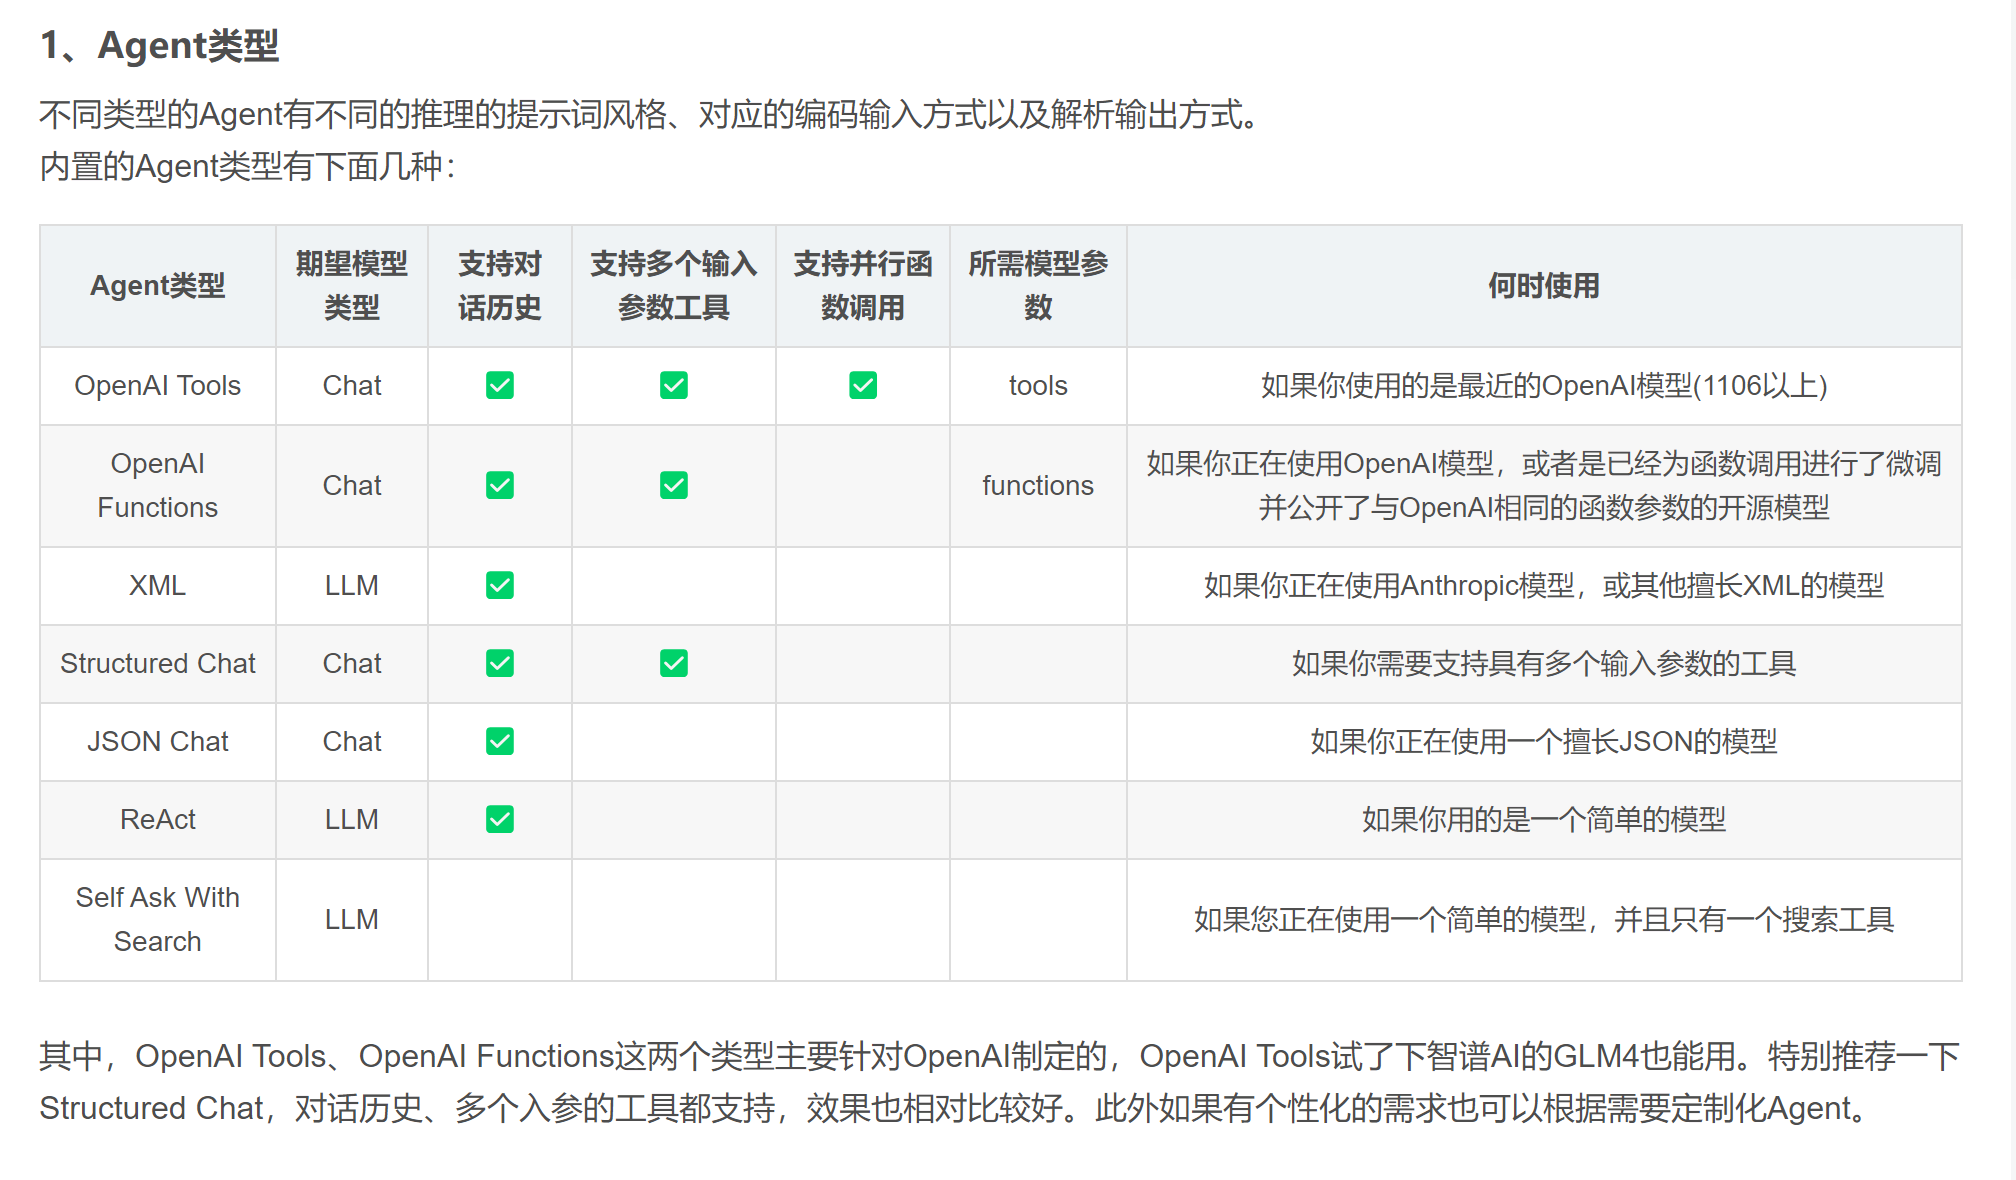 1、Agent类型
不同类型的Agent有不同的推理的提示词风格、对应的编码输入方式以及解析输出方式。
内置的Agent类型有下面几种：
Agent类型 期望模型类型 支持对话历史 支持多个输入参数工具 支持并行函数调用 所需模型参数 何时使用
OpenAI Tools Chat ✅ ✅ ✅ tools 如果你使用的是最近的OpenAI模型(1106以上)
OpenAI Functions Chat ✅ ✅ functions 如果你正在使用OpenAI模型，或者是已经为函数调用进行了微调并公开了与OpenAI相同的函数参数的开源模型
XML LLM ✅ 如果你正在使用Anthropic模型，或其他擅长XML的模型
Structured Chat Chat ✅ ✅ 如果你需要支持具有多个输入参数的工具
JSON Chat Chat ✅ 如果你正在使用一个擅长JSON的模型
ReAct LLM ✅ 如果你用的是一个简单的模型
Self Ask With Search LLM 如果您正在使用一个简单的模型，并且只有一个搜索工具
其中，OpenAI Tools、OpenAI Functions这两个类型主要针对OpenAI制定的，OpenAI Tools试了下智谱AI的GLM4也能用。特别推荐一下
Structured Chat，对话历史、多个入参的工具都支持，效果也相对比较好。此外如果有个性化的需求也可以根据需要定制化Agent。